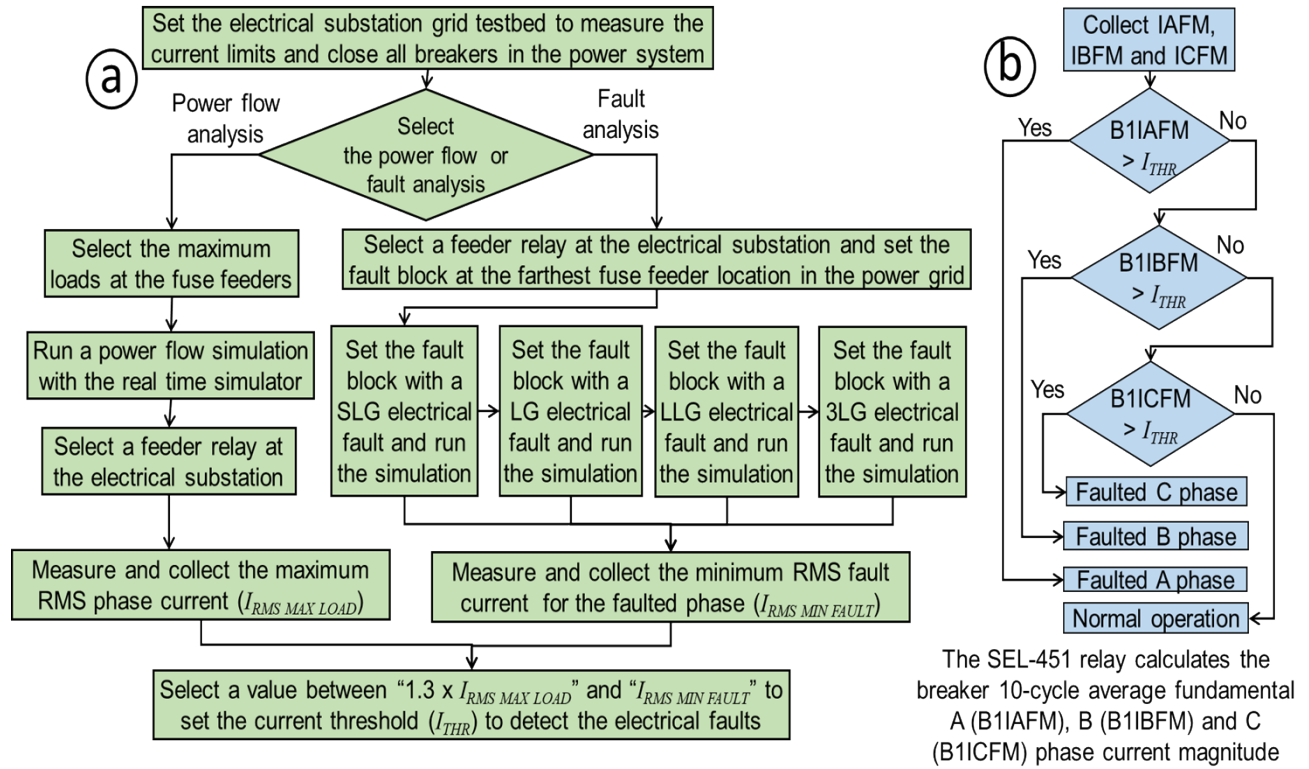 Set the electrical substation grid testbed to measure the
current limits and close all breakers in the power system
a
Power flow
analysis
Fault
analysis
Select
the power flow or
fault analysis
Select the maximum
loads at the fuse feeders
Select a feeder relay at the electrical substation and set the
fault block at the farthest fuse feeder location in the power grid
Run a power flow simulation
with the real time simulator
Select a feeder relay at
the electrical substation
Set the fault
block with a
SLG electrical
fault and run
the simulation
Set the fault
block with a
LG electrical
fault and run
the simulation
Set the fault
block with a
LLG electrical
fault and run
the simulation
Set the fault
block with a
3LG electrical
fault and run
the simulation
Measure and collect the maximum
RMS phase current (I RMS MAX LOAD)
Measure and collect the minimum RMS fault
current for the faulted phase (I RMS MIN FAULT)
Select a value between “1.3 x I RMS MAX LOAD” and “I RMS MIN FAULT” to
set the current threshold (I THR) to detect the electrical faults
b
Collect IAFM,
IBFM and ICFM
Yes
B1IAFM
> I THR
No
Yes
B1IBFM
> I THR
No
Yes
B1ICFM
> I THR
No
Faulted C phase
Faulted B phase
Faulted A phase
Normal operation
The SEL-451 relay calculates the
breaker 10-cycle average fundamental
A (B1IAFM), B (B1IBFM) and C
(B1ICFM) phase current magnitude